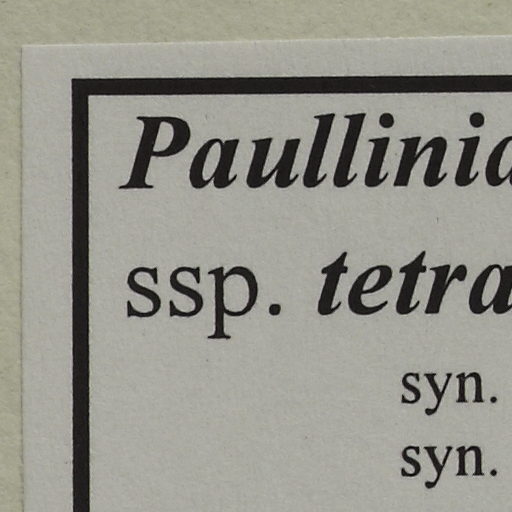 Paullinia
ssp. tetra
syn.
syn.